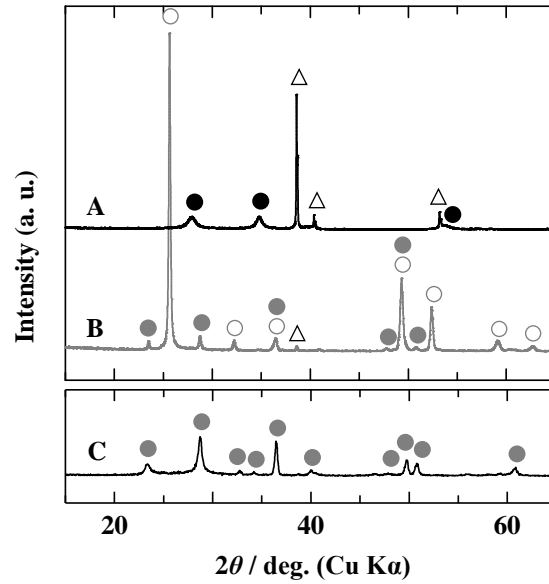 Intensity (a. u.)
A
B
C
20 40 60
2θ / deg. (Cu Kα)